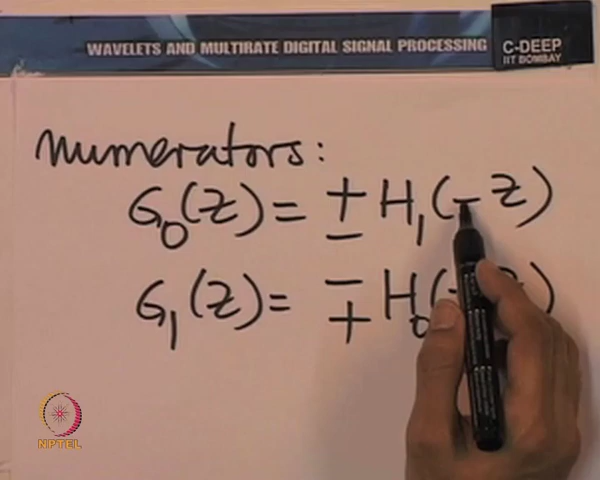 WAVELETS AND MULTIRATE DIGITAL SIGNAL PROCESSING
C-DEEP
IIT BOMBAY
Numerators:
G₀(Z) = ± H₁(-Z)
G₁(Z) = ∓ H₀(
NPTEL